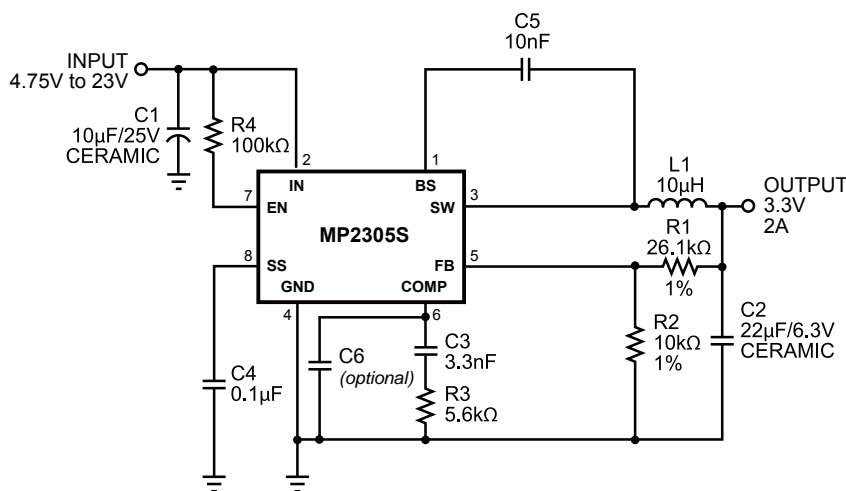 C5
10nF
INPUT
4.75V to 23V
C1
10µF/25V
CERAMIC
R4
100kΩ
2
1
IN
BS
L1
10µH
OUTPUT
3.3V
2A
7
EN
SW
3
MP2305S
R1
26.1kΩ
1%
8
SS
FB
5
GND
COMP
4
6
C2
22µF/6.3V
CERAMIC
R2
10kΩ
1%
C3
3.3nF
C6
(optional)
C4
0.1µF
R3
5.6kΩ